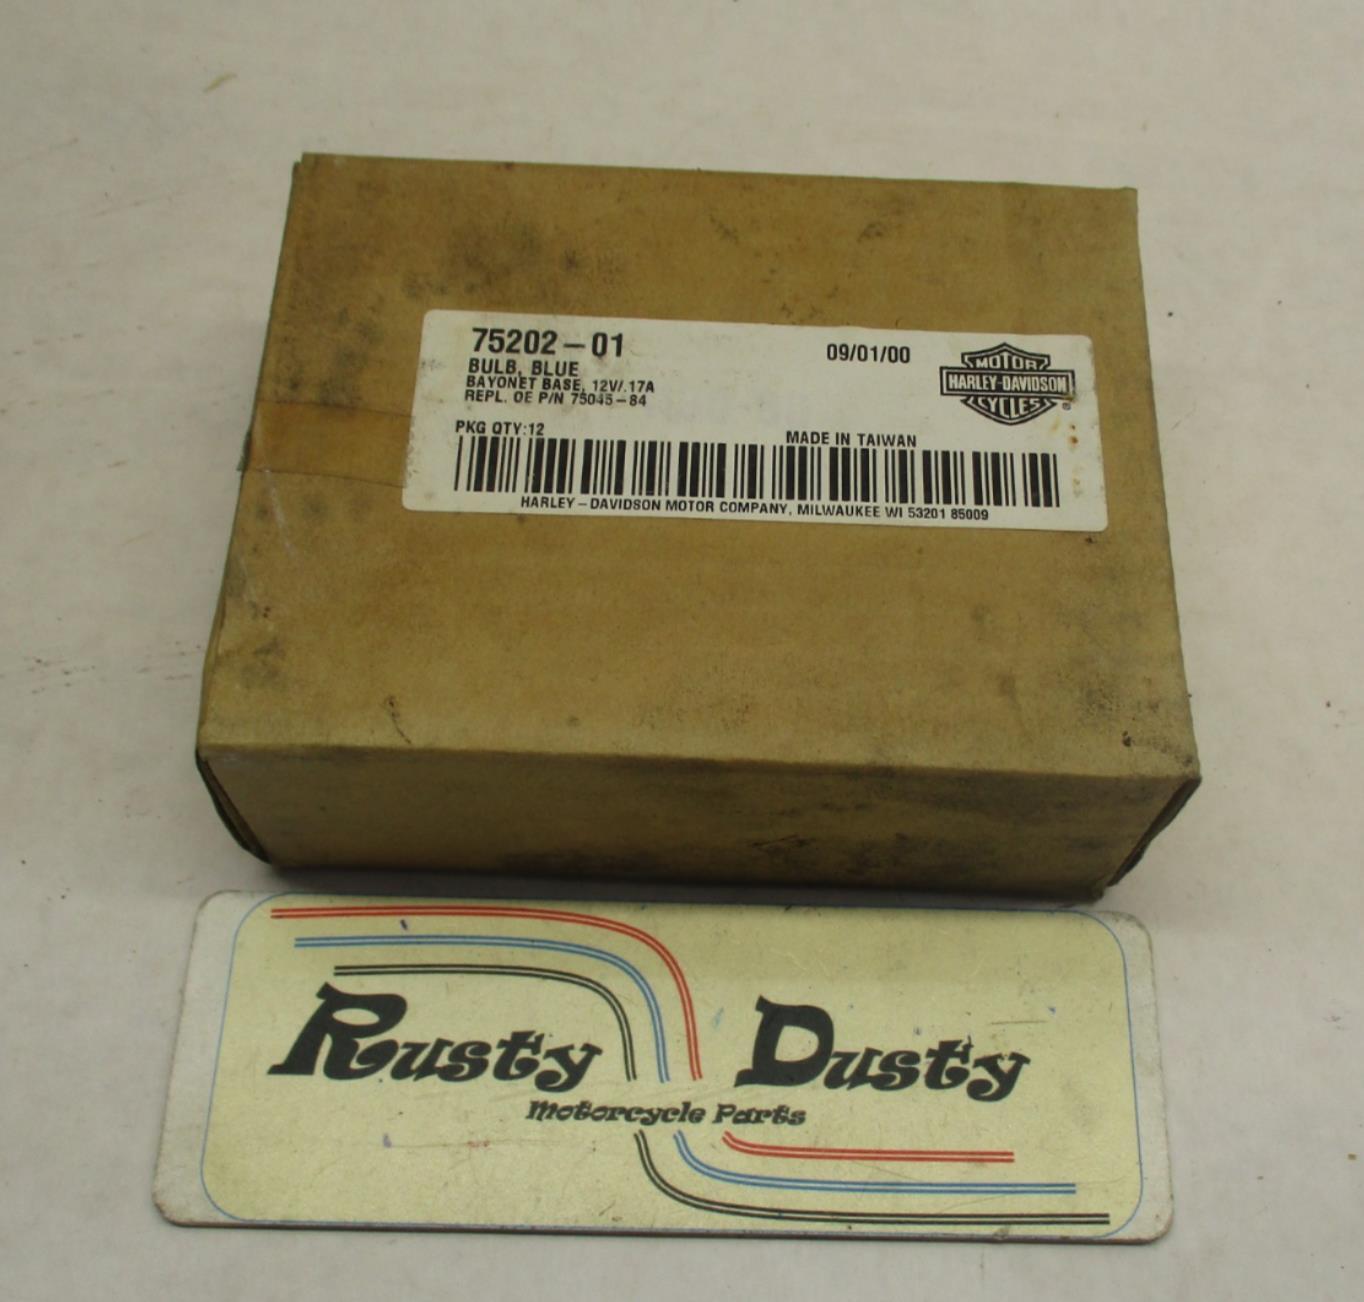 75202-01
09/01/00
BULB, BLUE
BAYONET BASE, 12V/.17A
REPL. OE P/N 75045-84
MOTOR
HARLEY-DAVIDSON
CYCLES
®
PKG QTY:12
MADE IN TAIWAN
HARLEY-DAVIDSON MOTOR COMPANY, MILWAUKEE WI 53201 85009
Rusty Dusty
Motorcycle Parts